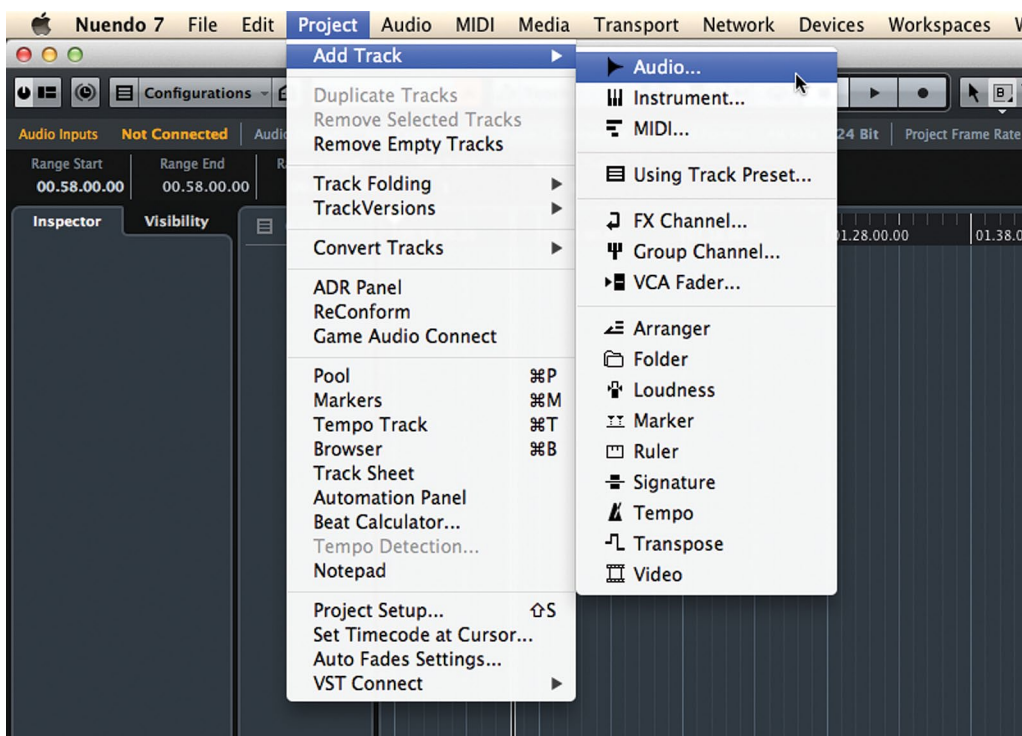 Nuendo 7 File Edit Project Audio MIDI Media Transport Network Devices Workspaces
Configurations
Audio Inputs Not Connected Audio 24 Bit Project Frame Rate
Range Start Range End
00.58.00.00 00.58.00.00
Inspector Visibility
01.28.00.00 01.38.0
Add Track
Duplicate Tracks
Remove Selected Tracks
Remove Empty Tracks
Track Folding
TrackVersions
Convert Tracks
ADR Panel
ReConform
Game Audio Connect
Pool ⌘P
Markers ⌘M
Tempo Track ⌘T
Browser ⌘B
Track Sheet
Automation Panel
Beat Calculator...
Tempo Detection...
Notepad
Project Setup... ⇧S
Set Timecode at Cursor...
Auto Fades Settings...
VST Connect
Audio...
Instrument...
MIDI...
Using Track Preset...
FX Channel...
Group Channel...
VCA Fader...
Arranger
Folder
Loudness
Marker
Ruler
Signature
Tempo
Transpose
Video